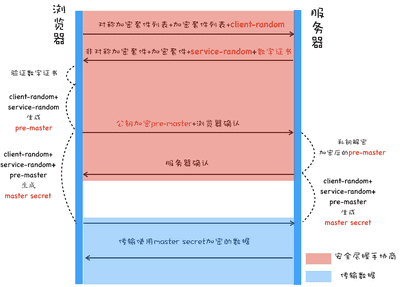 浏览器
服务器
对称加密套件列表+加密套件列表+client-random
非对称加密套件+加密套件+service-random+数字证书
验证数字证书
client-random+
service-random
生成
pre-master
公钥加密pre-master+浏览器确认
私钥解密
加密后的pre-master
client-random+
service-random+
pre-master
生成
master secret
服务器确认
client-random+
service-random+
pre-master
生成
master secret
传输使用master secret加密的数据
安全层握手协商
传输数据